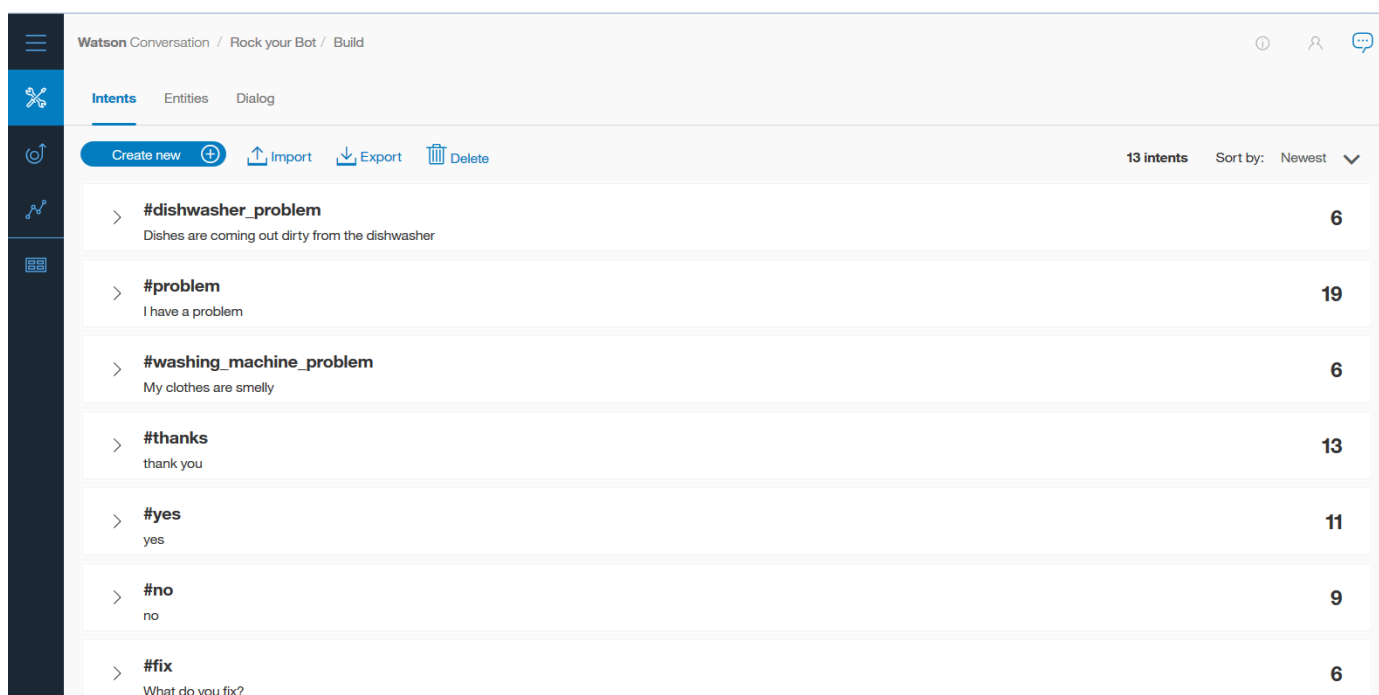 Watson Conversation / Rock your Bot / Build
Intents Entities Dialog
Create new Import Export Delete 13 intents Sort by: Newest
#dishwasher_problem 6
Dishes are coming out dirty from the dishwasher
#problem 19
I have a problem
#washing_machine_problem 6
My clothes are smelly
#thanks 13
thank you
#yes 11
yes
#no 9
no
#fix 6
What do you fix?